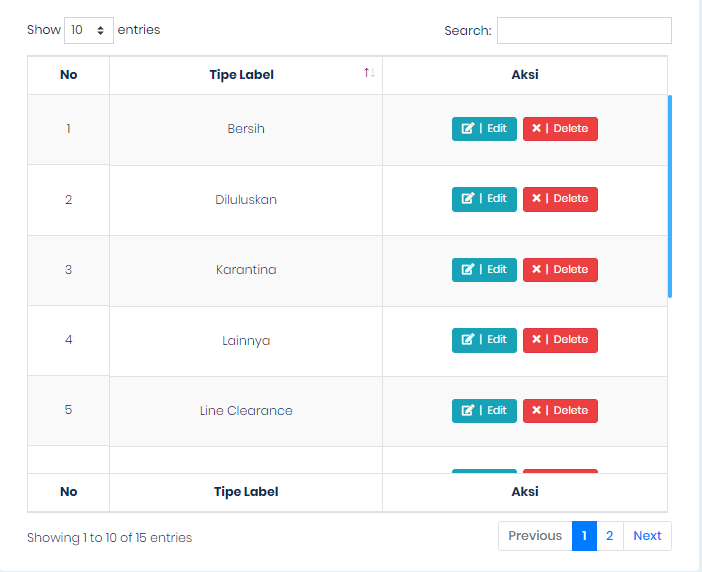 Show 10 entries Search:
No Tipe Label Aksi
1 Bersih | Edit | Delete
2 Diluluskan | Edit | Delete
3 Karantina | Edit | Delete
4 Lainnya | Edit | Delete
5 Line Clearance | Edit | Delete
No Tipe Label Aksi
Showing 1 to 10 of 15 entries Previous 1 2 Next